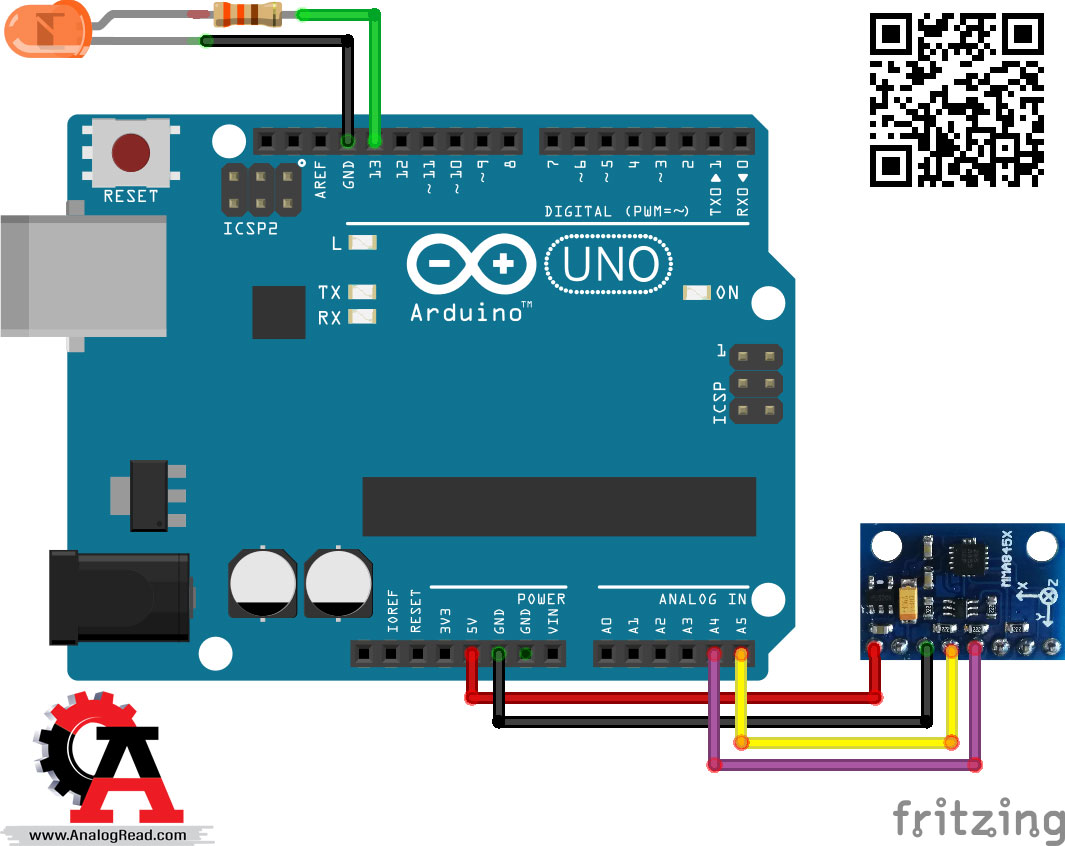 RESET
ICSP2
AREF
GND
13
12
~11
~10
~9
8
7
~6
~5
4
~3
2
TX0▶1
RX0◀0
DIGITAL (PWM=~)
L
TX
RX
UNO
Arduino™
ON
1
ICSP
IOREF
RESET
3V3
5V
GND
GND
VIN
POWER
A0
A1
A2
A3
A4
A5
ANALOG IN
MMA845X
X
Z
Y
A
www.AnalogRead.com
fritzing